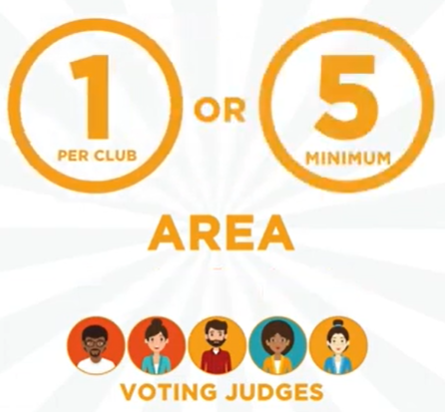 1 OR 5
PER CLUB MINIMUM
AREA
VOTING JUDGES